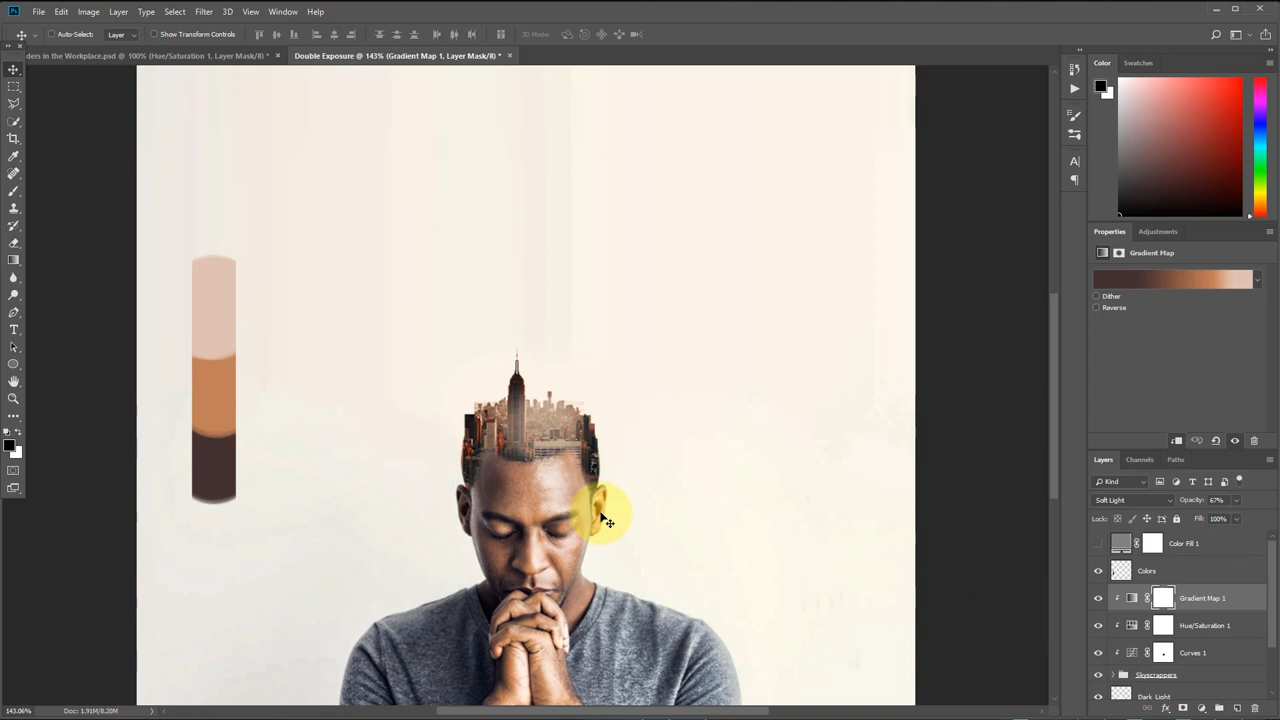 Ps File Edit Image Layer Type Select Filter 3D View Window Help
Auto-Select: Layer Show Transform Controls 3D Mode:
ders in the Workplace.psd @ 100% (Hue/Saturation 1, Layer Mask/8) * × Double Exposure @ 143% (Gradient Map 1, Layer Mask/8) * ×
Color Swatches
Properties Adjustments
Gradient Map
Dither
Reverse
Layers Channels Paths
Kind
Soft Light Opacity: 67%
Lock: Fill: 100%
Color Fill 1
Colors
Gradient Map 1
Hue/Saturation 1
Curves 1
Skyscrappers
Dark_Light
143.06% Doc: 1.91M/8.20M